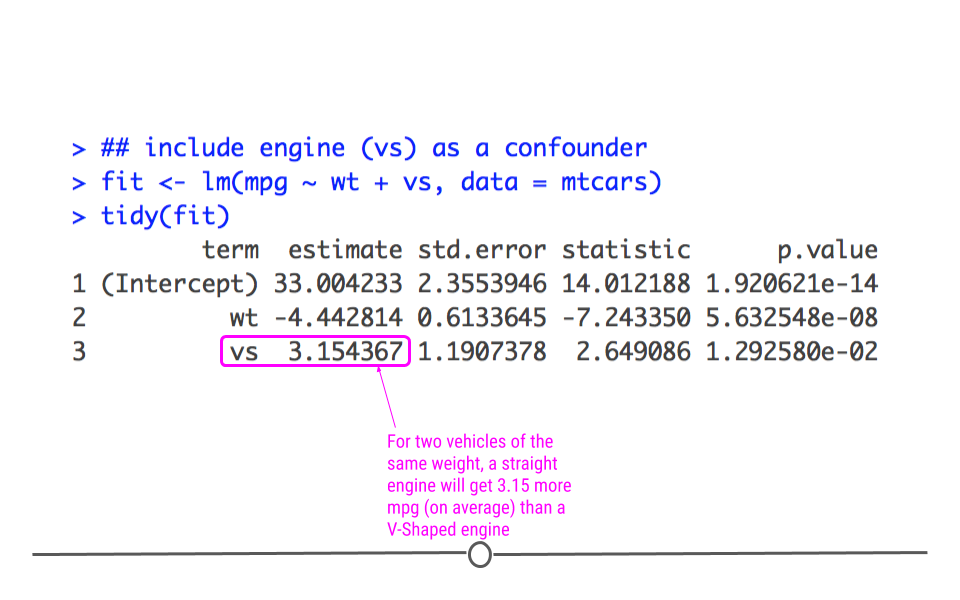 > ## include engine (vs) as a confounder
> fit <- lm(mpg ~ wt + vs, data = mtcars)
> tidy(fit)
term estimate std.error statistic p.value
1 (Intercept) 33.004233 2.3553946 14.012188 1.920621e-14
2 wt -4.442814 0.6133645 -7.243350 5.632548e-08
3 vs 3.154367 1.1907378 2.649086 1.292580e-02
For two vehicles of the
same weight, a straight
engine will get 3.15 more
mpg (on average) than a
V-Shaped engine